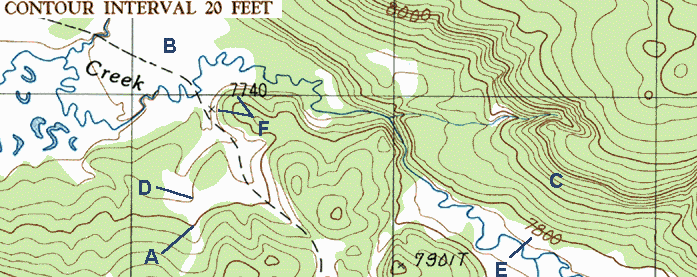 CONTOUR INTERVAL 20 FEET
8000
B
Creek
7740
F
D
C
A
7800
E
7901T